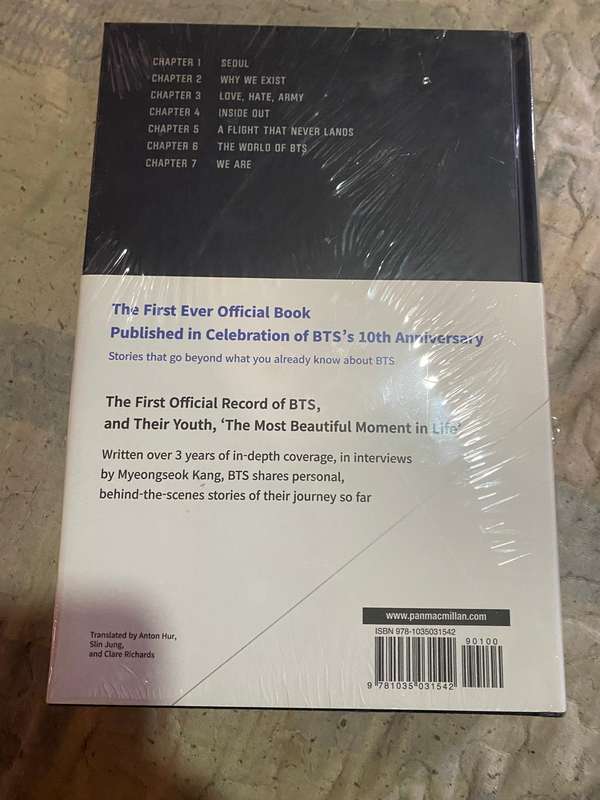 CHAPTER 1 SEOUL
CHAPTER 2 WHY WE EXIST
CHAPTER 3 LOVE, HATE, ARMY
CHAPTER 4 INSIDE OUT
CHAPTER 5 A FLIGHT THAT NEVER LANDS
CHAPTER 6 THE WORLD OF BTS
CHAPTER 7 WE ARE
The First Ever Official Book
Published in Celebration of BTS's 10th Anniversary
Stories that go beyond what you already know about BTS
The First Official Record of BTS,
and Their Youth, 'The Most Beautiful Moment in Life'
Written over 3 years of in-depth coverage, in interviews
by Myeongseok Kang, BTS shares personal,
behind-the-scenes stories of their journey so far
Translated by Anton Hur,
Slin Jung,
and Clare Richards
www.panmacmillan.com
ISBN 978-1035031542
90100
9 781035 031542